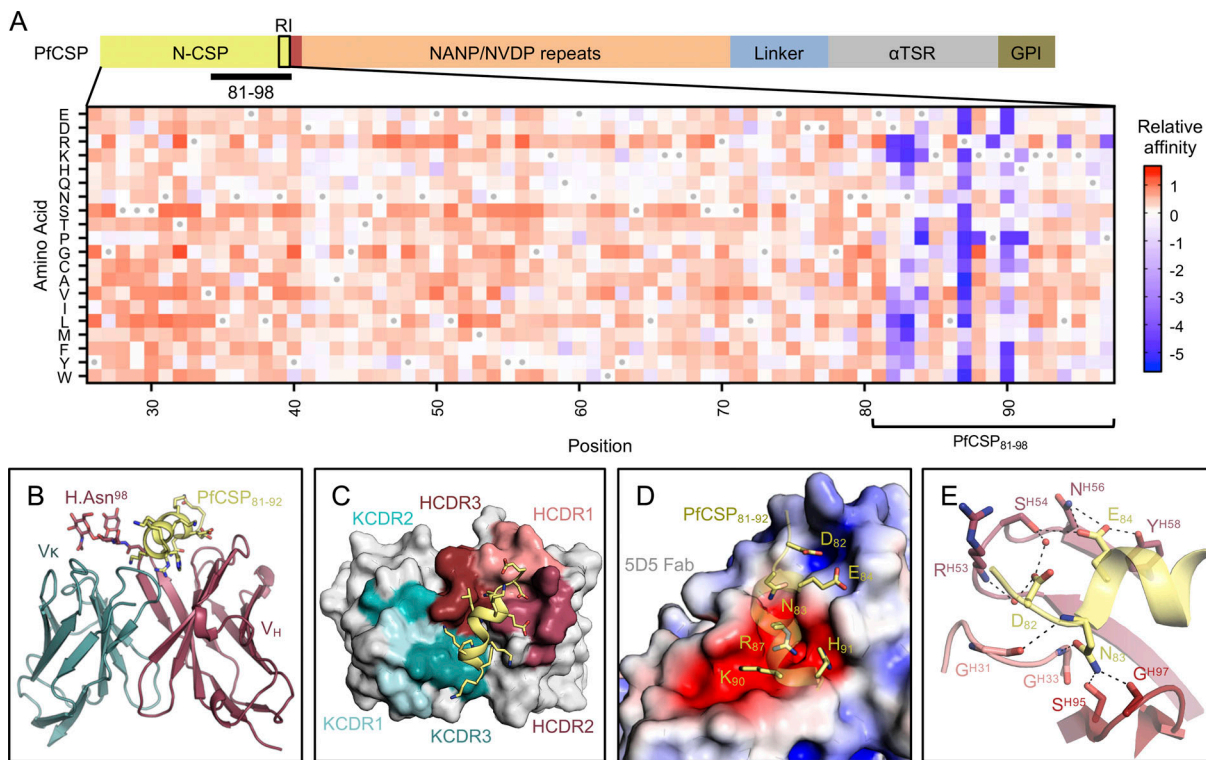 A
RI
PfCSP
N-CSP
NANP/NVDP repeats
Linker
αTSR
GPI
81-98
Amino Acid
E
D
R
K
H
Q
N
S
T
P
G
C
A
V
I
L
M
F
Y
W
30
40
50
60
70
80
90
Position
PfCSP81-98
Relative
affinity
1
0
-1
-2
-3
-4
-5
B
H.Asn98
PfCSP81-92
Vκ
VH
C
KCDR2
HCDR3
HCDR1
KCDR1
KCDR3
HCDR2
D
PfCSP81-92
5D5 Fab
D82
E84
N83
R87
H91
K90
E
SH54
NH56
E84
YH58
RH53
D82
N83
GH31
GH33
GH97
SH95